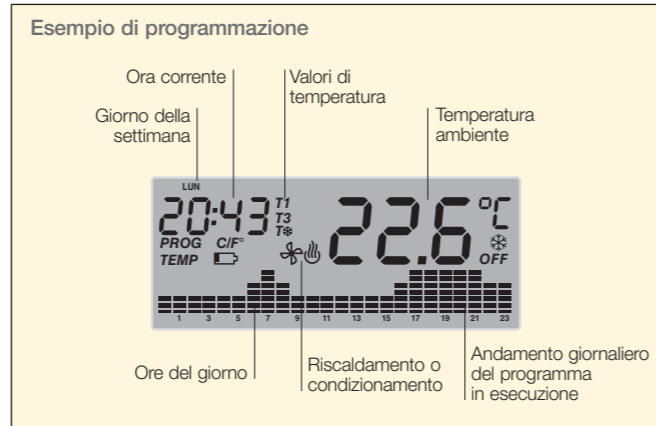 Esempio di programmazione
Ora corrente
Valori di
temperatura
Giorno della
settimana
Temperatura
ambiente
LUN
20:43
T1
T3
T❄
22.6 °C
PROG C/F°
TEMP
OFF
1 3 5 7 9 11 13 15 17 19 21 23
Ore del giorno
Riscaldamento o
condizionamento
Andamento giornaliero
del programma
in esecuzione